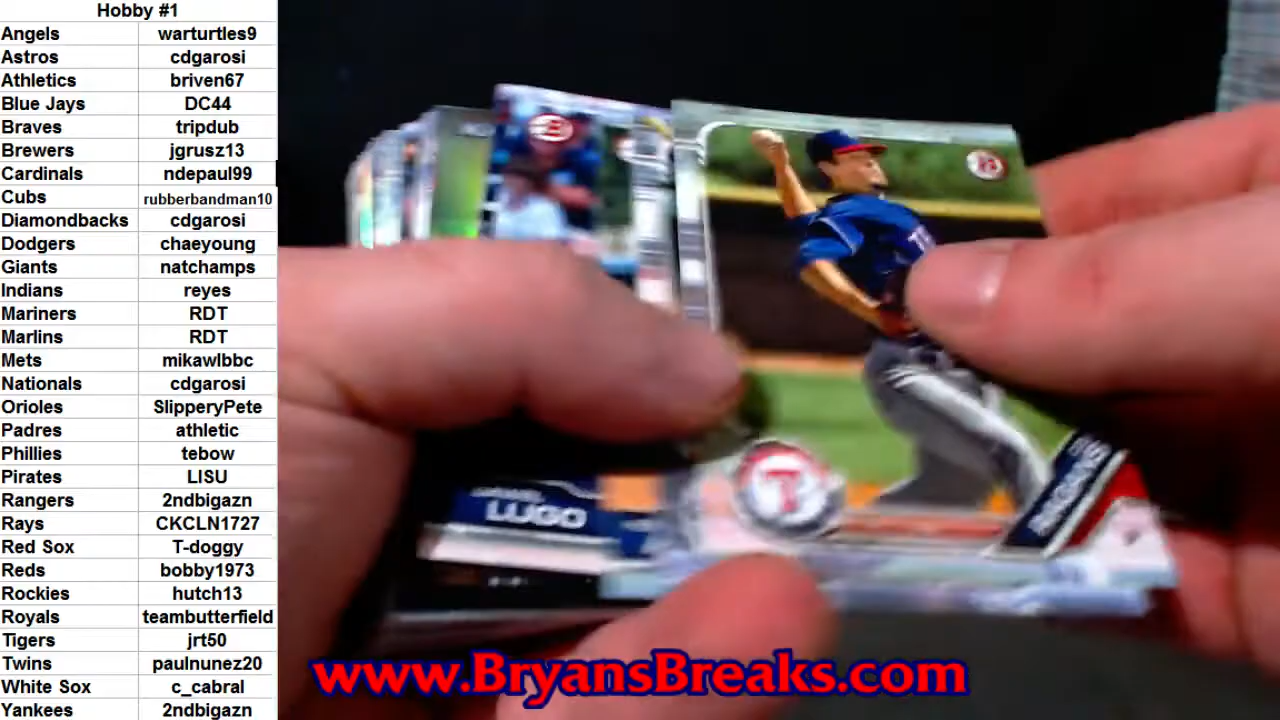 Hobby #1
Angels warturtles9
Astros cdgarosi
Athletics briven67
Blue Jays DC44
Braves tripdub
Brewers jgrusz13
Cardinals ndepaul99
Cubs rubberbandman10
Diamondbacks cdgarosi
Dodgers chaeyoung
Giants natchamps
Indians reyes
Mariners RDT
Marlins RDT
Mets mikawlbbc
Nationals cdgarosi
Orioles SlipperyPete
Padres athletic
Phillies tebow
Pirates LISU
Rangers 2ndbigazn
Rays CKCLN1727
Red Sox T-doggy
Reds bobby1973
Rockies hutch13
Royals teambutterfield
Tigers jrt50
Twins paulnunez20
White Sox c_cabral
Yankees 2ndbigazn
LUGO
T
www.BryansBreaks.com